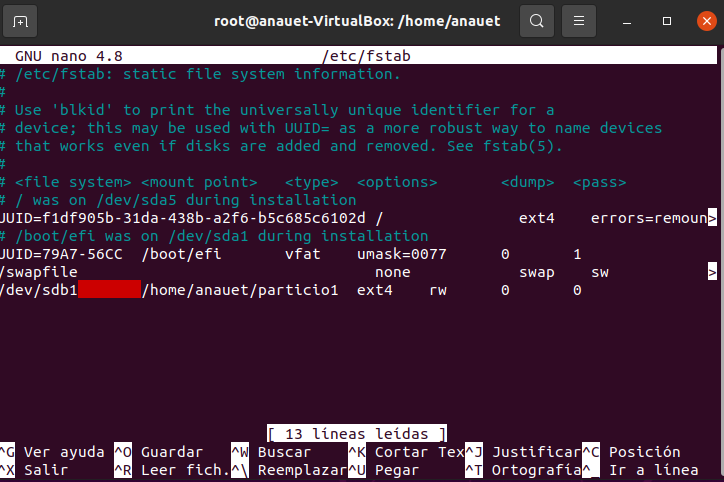 root@anauet-VirtualBox: /home/anauet
GNU nano 4.8 /etc/fstab
# /etc/fstab: static file system information.
#
# Use 'blkid' to print the universally unique identifier for a
# device; this may be used with UUID= as a more robust way to name devices
# that works even if disks are added and removed. See fstab(5).
#
# <file system> <mount point> <type> <options> <dump> <pass>
# / was on /dev/sda5 during installation
UUID=f1df905b-31da-438b-a2f6-b5c685c6102d / ext4 errors=remoun>
# /boot/efi was on /dev/sda1 during installation
UUID=79A7-56CC /boot/efi vfat umask=0077 0 1
/swapfile none swap sw >
/dev/sdb1 /home/anauet/particio1 ext4 rw 0 0
[ 13 líneas leídas ]
^G Ver ayuda ^O Guardar ^W Buscar ^K Cortar Tex^J Justificar^C Posición
^X Salir ^R Leer fich.^\ Reemplazar^U Pegar ^T Ortografía^_ Ir a línea